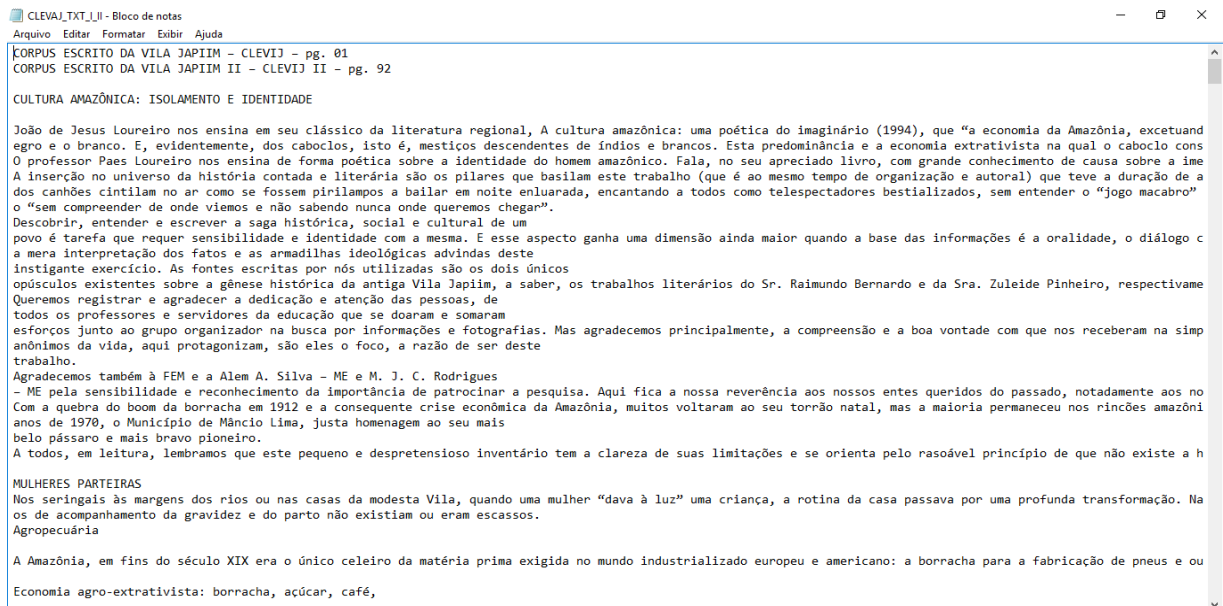 CLEVAJ_TXT_I_II - Bloco de notas
Arquivo Editar Formatar Exibir Ajuda
CORPUS ESCRITO DA VILA JAPIIM – CLEVIJ – pg. 01
CORPUS ESCRITO DA VILA JAPIIM II – CLEVIJ II – pg. 92
CULTURA AMAZÔNICA: ISOLAMENTO E IDENTIDADE
João de Jesus Loureiro nos ensina em seu clássico da literatura regional, A cultura amazônica: uma poética do imaginário (1994), que “a economia da Amazônia, excetuand
egro e o branco. E, evidentemente, dos caboclos, isto é, mestiços descendentes de índios e brancos. Esta predominância e a economia extrativista na qual o caboclo cons
O professor Paes Loureiro nos ensina de forma poética sobre a identidade do homem amazônico. Fala, no seu apreciado livro, com grande conhecimento de causa sobre a ime
A inserção no universo da história contada e literária são os pilares que basilam este trabalho (que é ao mesmo tempo de organização e autoral) que teve a duração de a
dos canhões cintilam no ar como se fossem pirilampos a bailar em noite enluarada, encantando a todos como telespectadores bestializados, sem entender o “jogo macabro”
o “sem compreender de onde viemos e não sabendo nunca onde queremos chegar”.
Descobrir, entender e escrever a saga histórica, social e cultural de um
povo é tarefa que requer sensibilidade e identidade com a mesma. E esse aspecto ganha uma dimensão ainda maior quando a base das informações é a oralidade, o diálogo c
a mera interpretação dos fatos e as armadilhas ideológicas advindas deste
instigante exercício. As fontes escritas por nós utilizadas são os dois únicos
opúsculos existentes sobre a gênese histórica da antiga Vila Japiim, a saber, os trabalhos literários do Sr. Raimundo Bernardo e da Sra. Zuleide Pinheiro, respectivame
Queremos registrar e agradecer a dedicação e atenção das pessoas, de
todos os professores e servidores da educação que se doaram e somaram
esforços junto ao grupo organizador na busca por informações e fotografias. Mas agradecemos principalmente, a compreensão e a boa vontade com que nos receberam na simp
anônimos da vida, aqui protagonizam, são eles o foco, a razão de ser deste
trabalho.
Agradecemos também à FEM e a Alem A. Silva – ME e M. J. C. Rodrigues
– ME pela sensibilidade e reconhecimento da importância de patrocinar a pesquisa. Aqui fica a nossa reverência aos nossos entes queridos do passado, notadamente aos no
Com a quebra do boom da borracha em 1912 e a consequente crise econômica da Amazônia, muitos voltaram ao seu torrão natal, mas a maioria permaneceu nos rincões amazôni
anos de 1970, o Município de Mâncio Lima, justa homenagem ao seu mais
belo pássaro e mais bravo pioneiro.
A todos, em leitura, lembramos que este pequeno e despretensioso inventário tem a clareza de suas limitações e se orienta pelo rasoável princípio de que não existe a h
MULHERES PARTEIRAS
Nos seringais às margens dos rios ou nas casas da modesta Vila, quando uma mulher “dava à luz” uma criança, a rotina da casa passava por uma profunda transformação. Na
os de acompanhamento da gravidez e do parto não existiam ou eram escassos.
Agropecuária
A Amazônia, em fins do século XIX era o único celeiro da matéria prima exigida no mundo industrializado europeu e americano: a borracha para a fabricação de pneus e ou
Economia agro-extrativista: borracha, açúcar, café,